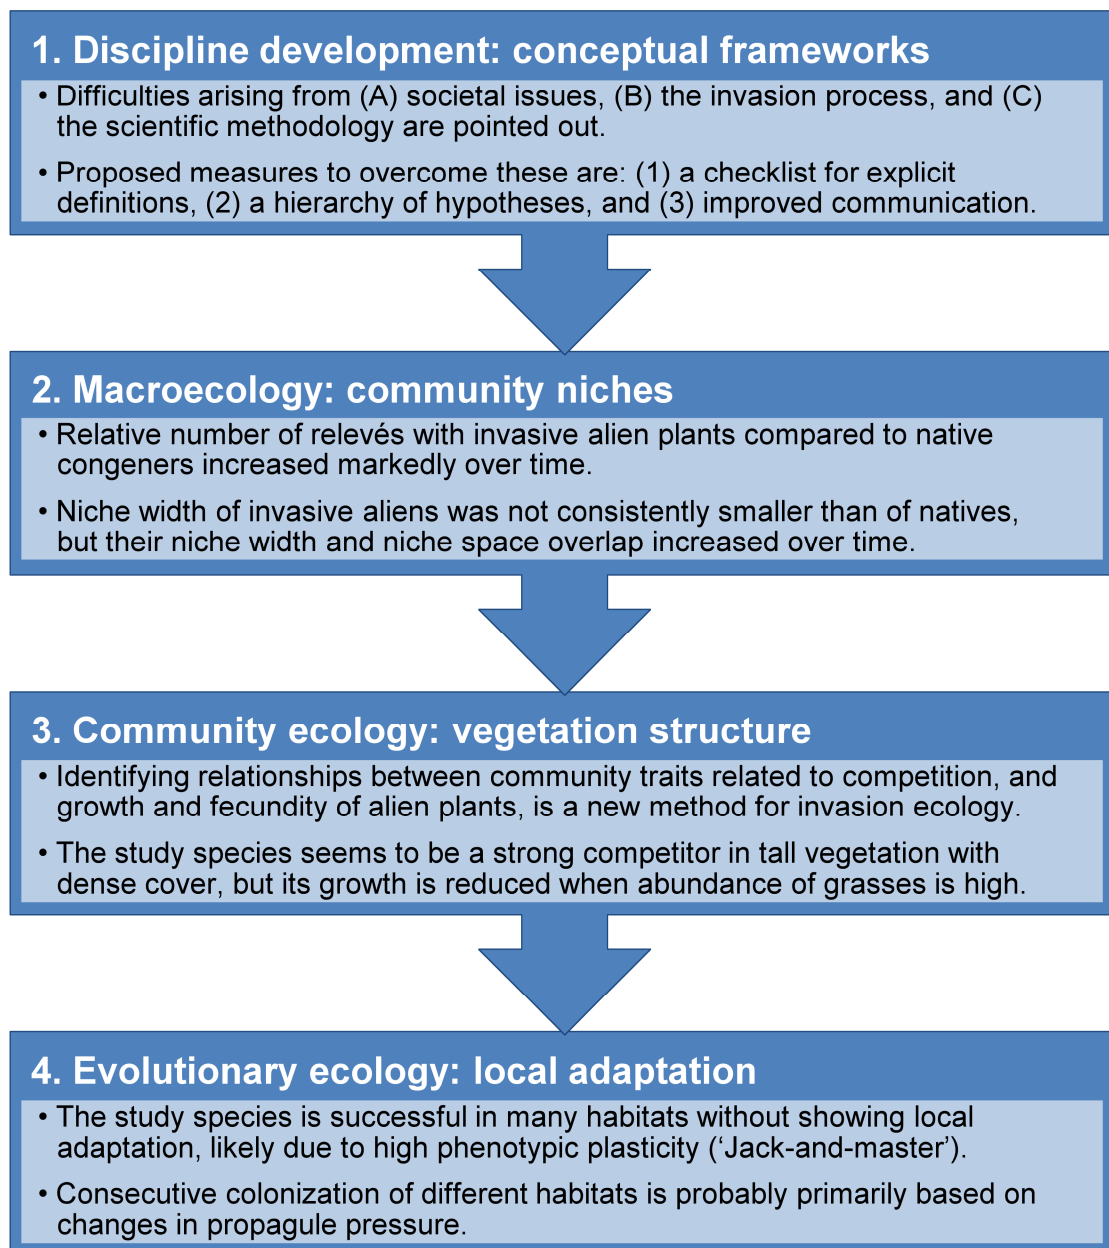 1. Discipline development: conceptual frameworks
• Difficulties arising from (A) societal issues, (B) the invasion process, and (C)
the scientific methodology are pointed out.
• Proposed measures to overcome these are: (1) a checklist for explicit
definitions, (2) a hierarchy of hypotheses, and (3) improved communication.
2. Macroecology: community niches
• Relative number of relevés with invasive alien plants compared to native
congeners increased markedly over time.
• Niche width of invasive aliens was not consistently smaller than of natives,
but their niche width and niche space overlap increased over time.
3. Community ecology: vegetation structure
• Identifying relationships between community traits related to competition, and
growth and fecundity of alien plants, is a new method for invasion ecology.
• The study species seems to be a strong competitor in tall vegetation with
dense cover, but its growth is reduced when abundance of grasses is high.
4. Evolutionary ecology: local adaptation
• The study species is successful in many habitats without showing local
adaptation, likely due to high phenotypic plasticity (‘Jack-and-master’).
• Consecutive colonization of different habitats is probably primarily based on
changes in propagule pressure.